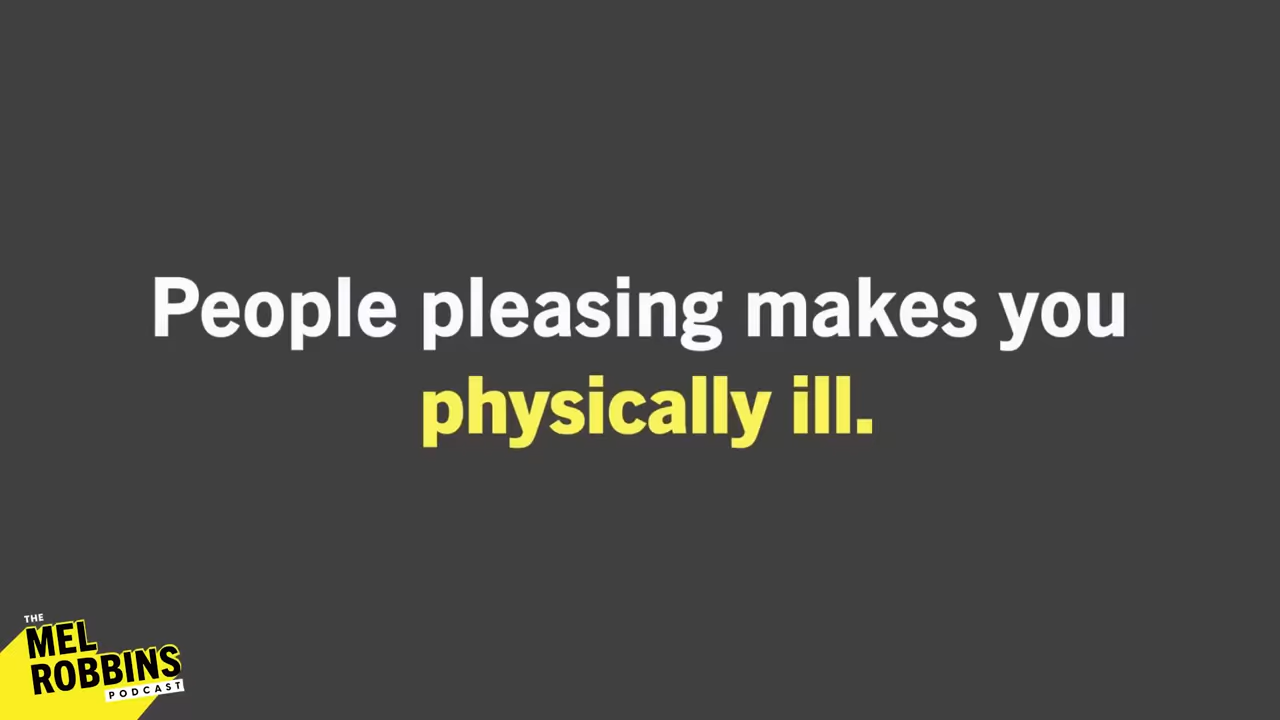 People pleasing makes you
physically ill.
THE
MEL
ROBBINS
PODCAST